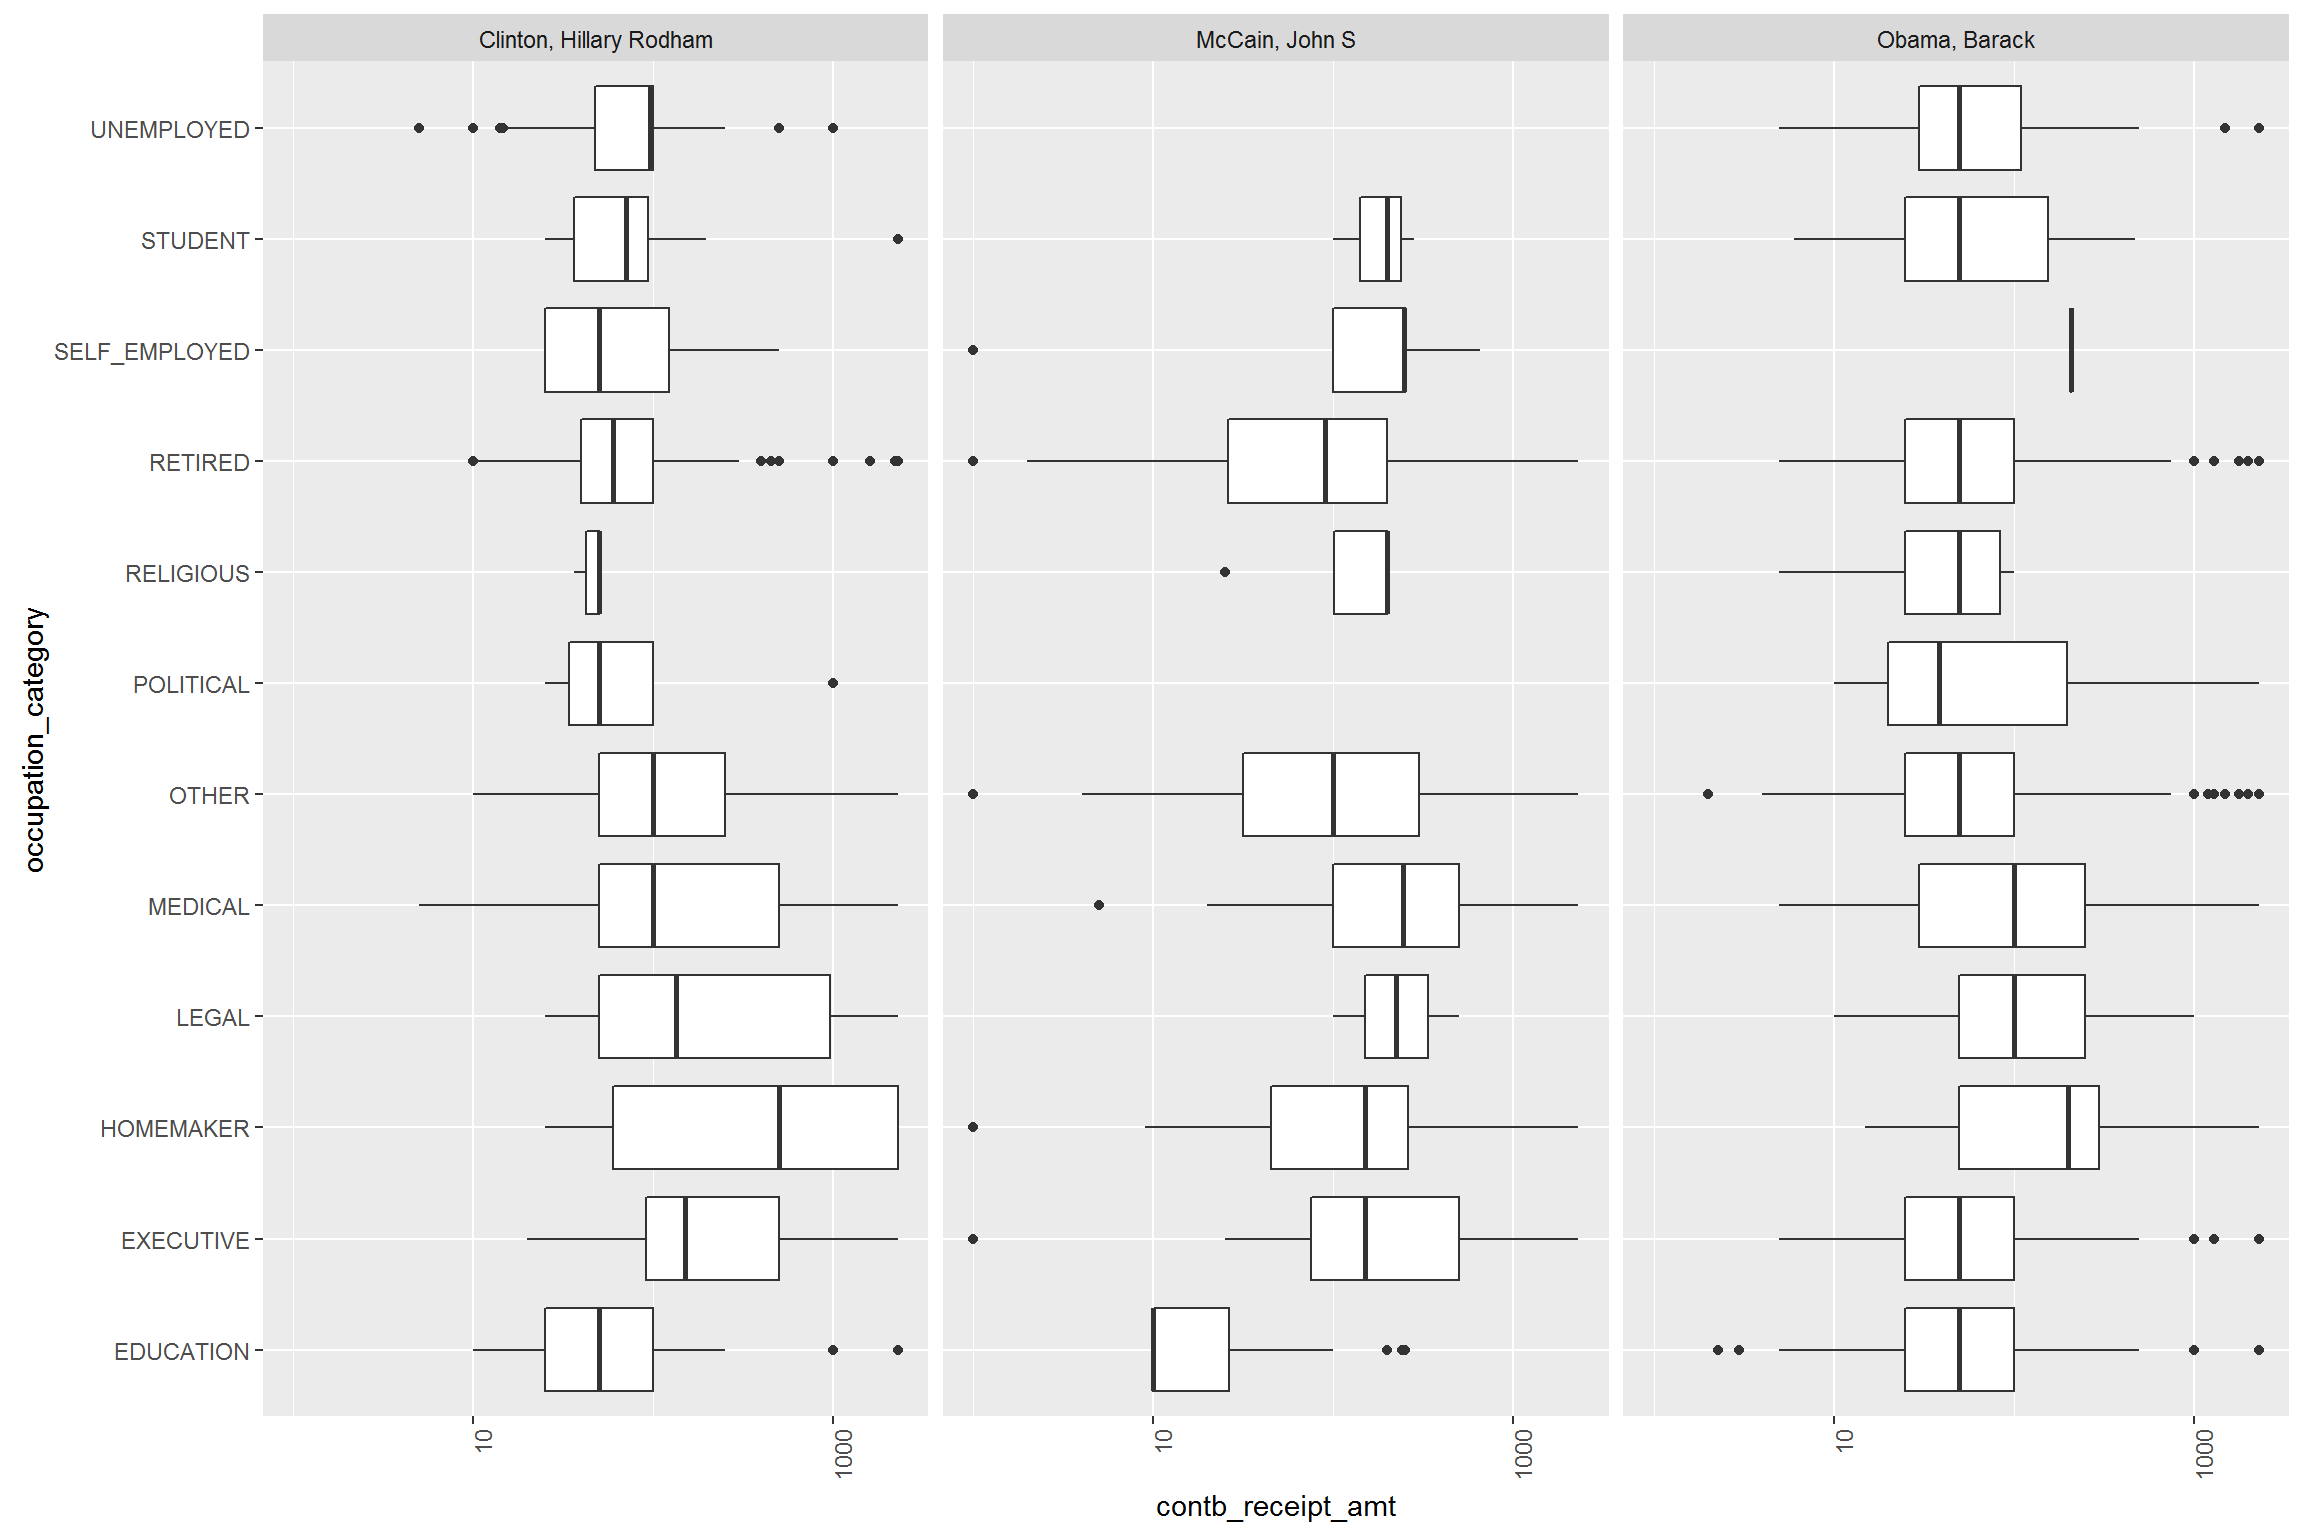 Clinton, Hillary Rodham
McCain, John S
Obama, Barack
UNEMPLOYED
STUDENT
SELF_EMPLOYED
RETIRED
RELIGIOUS
POLITICAL
OTHER
MEDICAL
LEGAL
HOMEMAKER
EXECUTIVE
EDUCATION
occupation_category
10
1000
10
1000
10
1000
contb_receipt_amt